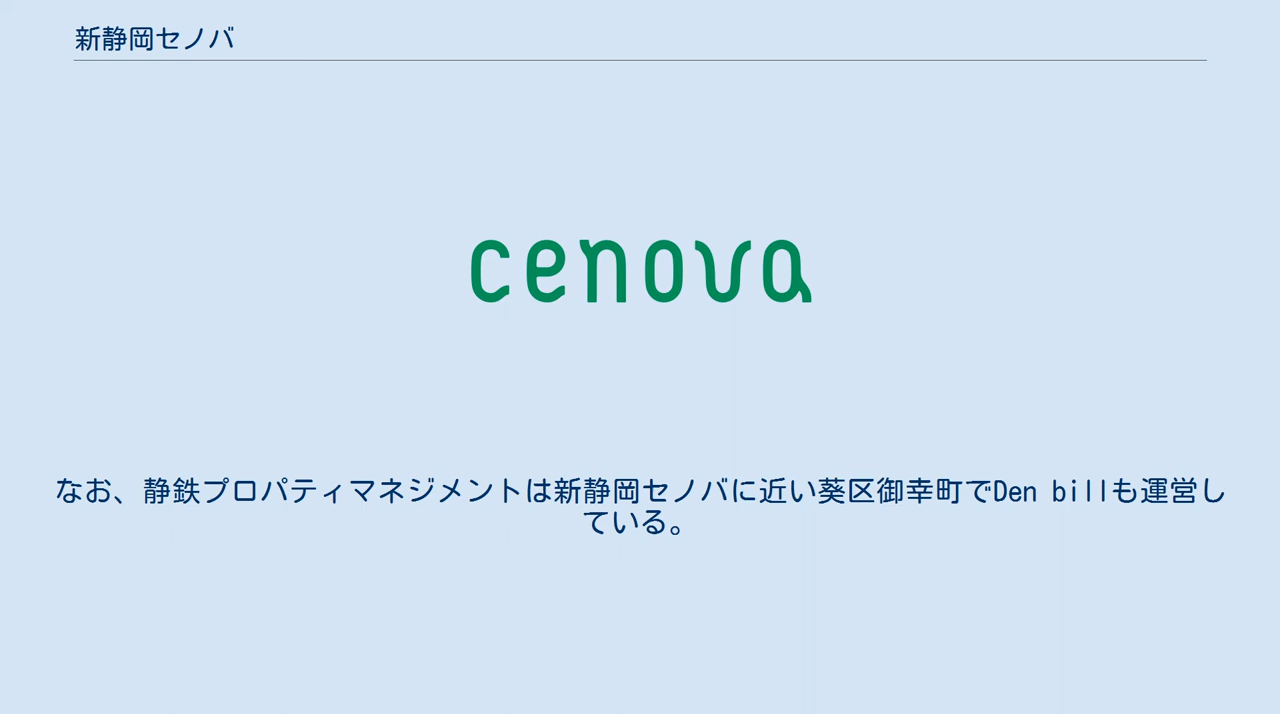 新静岡セノバ
cenova
なお、静鉄プロパティマネジメントは新静岡セノバに近い葵区御幸町でDen billも運営し
ている。